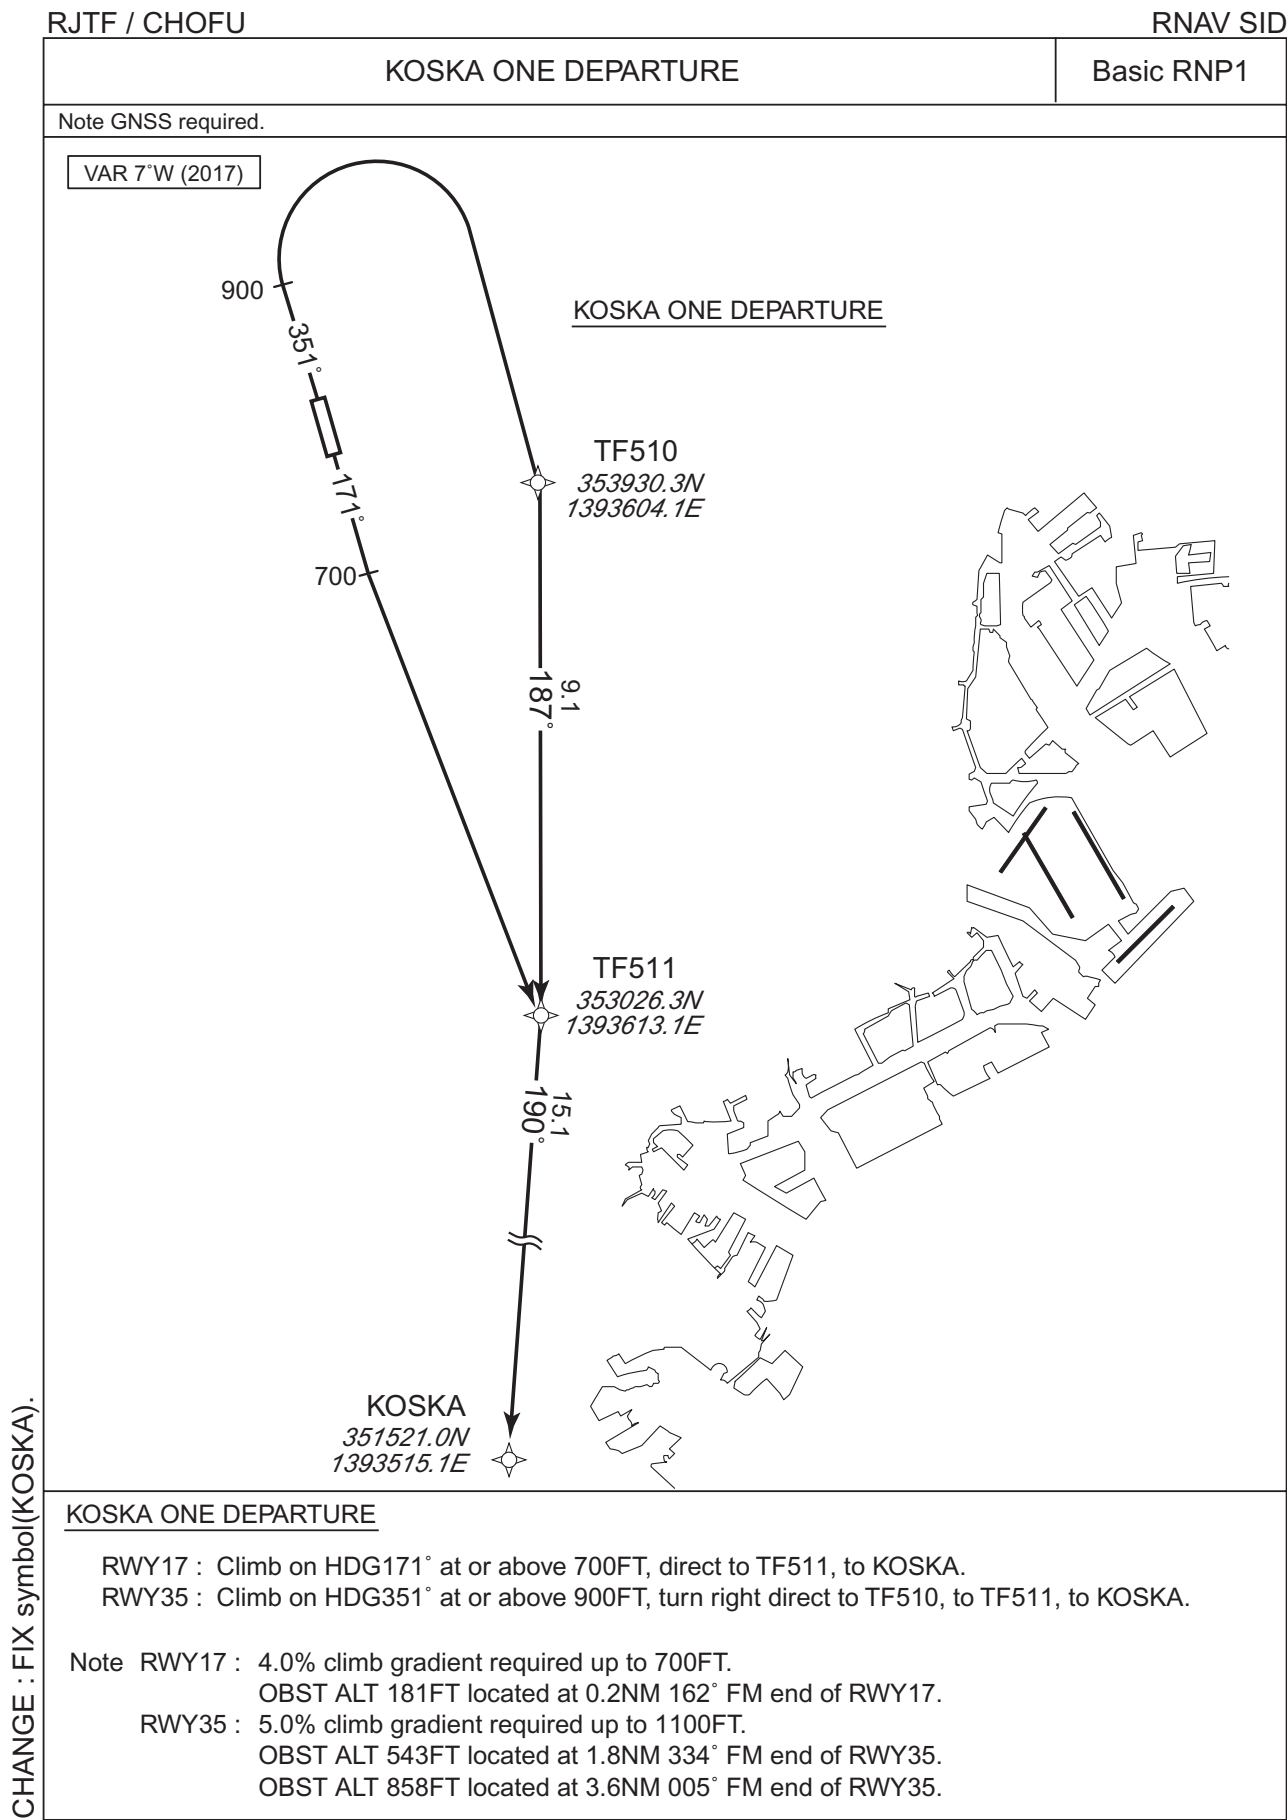 RJTF / CHOFU
RNAV SID
KOSKA ONE DEPARTURE
Basic RNP1
Note GNSS required.
VAR 7˚W (2017)
900
351˚
KOSKA ONE DEPARTURE
TF510
353930.3N
1393604.1E
171˚
700
9.1
187˚
TF511
353026.3N
1393613.1E
15.1
190˚
KOSKA
351521.0N
1393515.1E
KOSKA ONE DEPARTURE
RWY17 : Climb on HDG171˚ at or above 700FT, direct to TF511, to KOSKA.
RWY35 : Climb on HDG351˚ at or above 900FT, turn right direct to TF510, to TF511, to KOSKA.
Note RWY17 : 4.0% climb gradient required up to 700FT.
OBST ALT 181FT located at 0.2NM 162˚ FM end of RWY17.
RWY35 : 5.0% climb gradient required up to 1100FT.
OBST ALT 543FT located at 1.8NM 334˚ FM end of RWY35.
OBST ALT 858FT located at 3.6NM 005˚ FM end of RWY35.
CHANGE : FIX symbol(KOSKA).